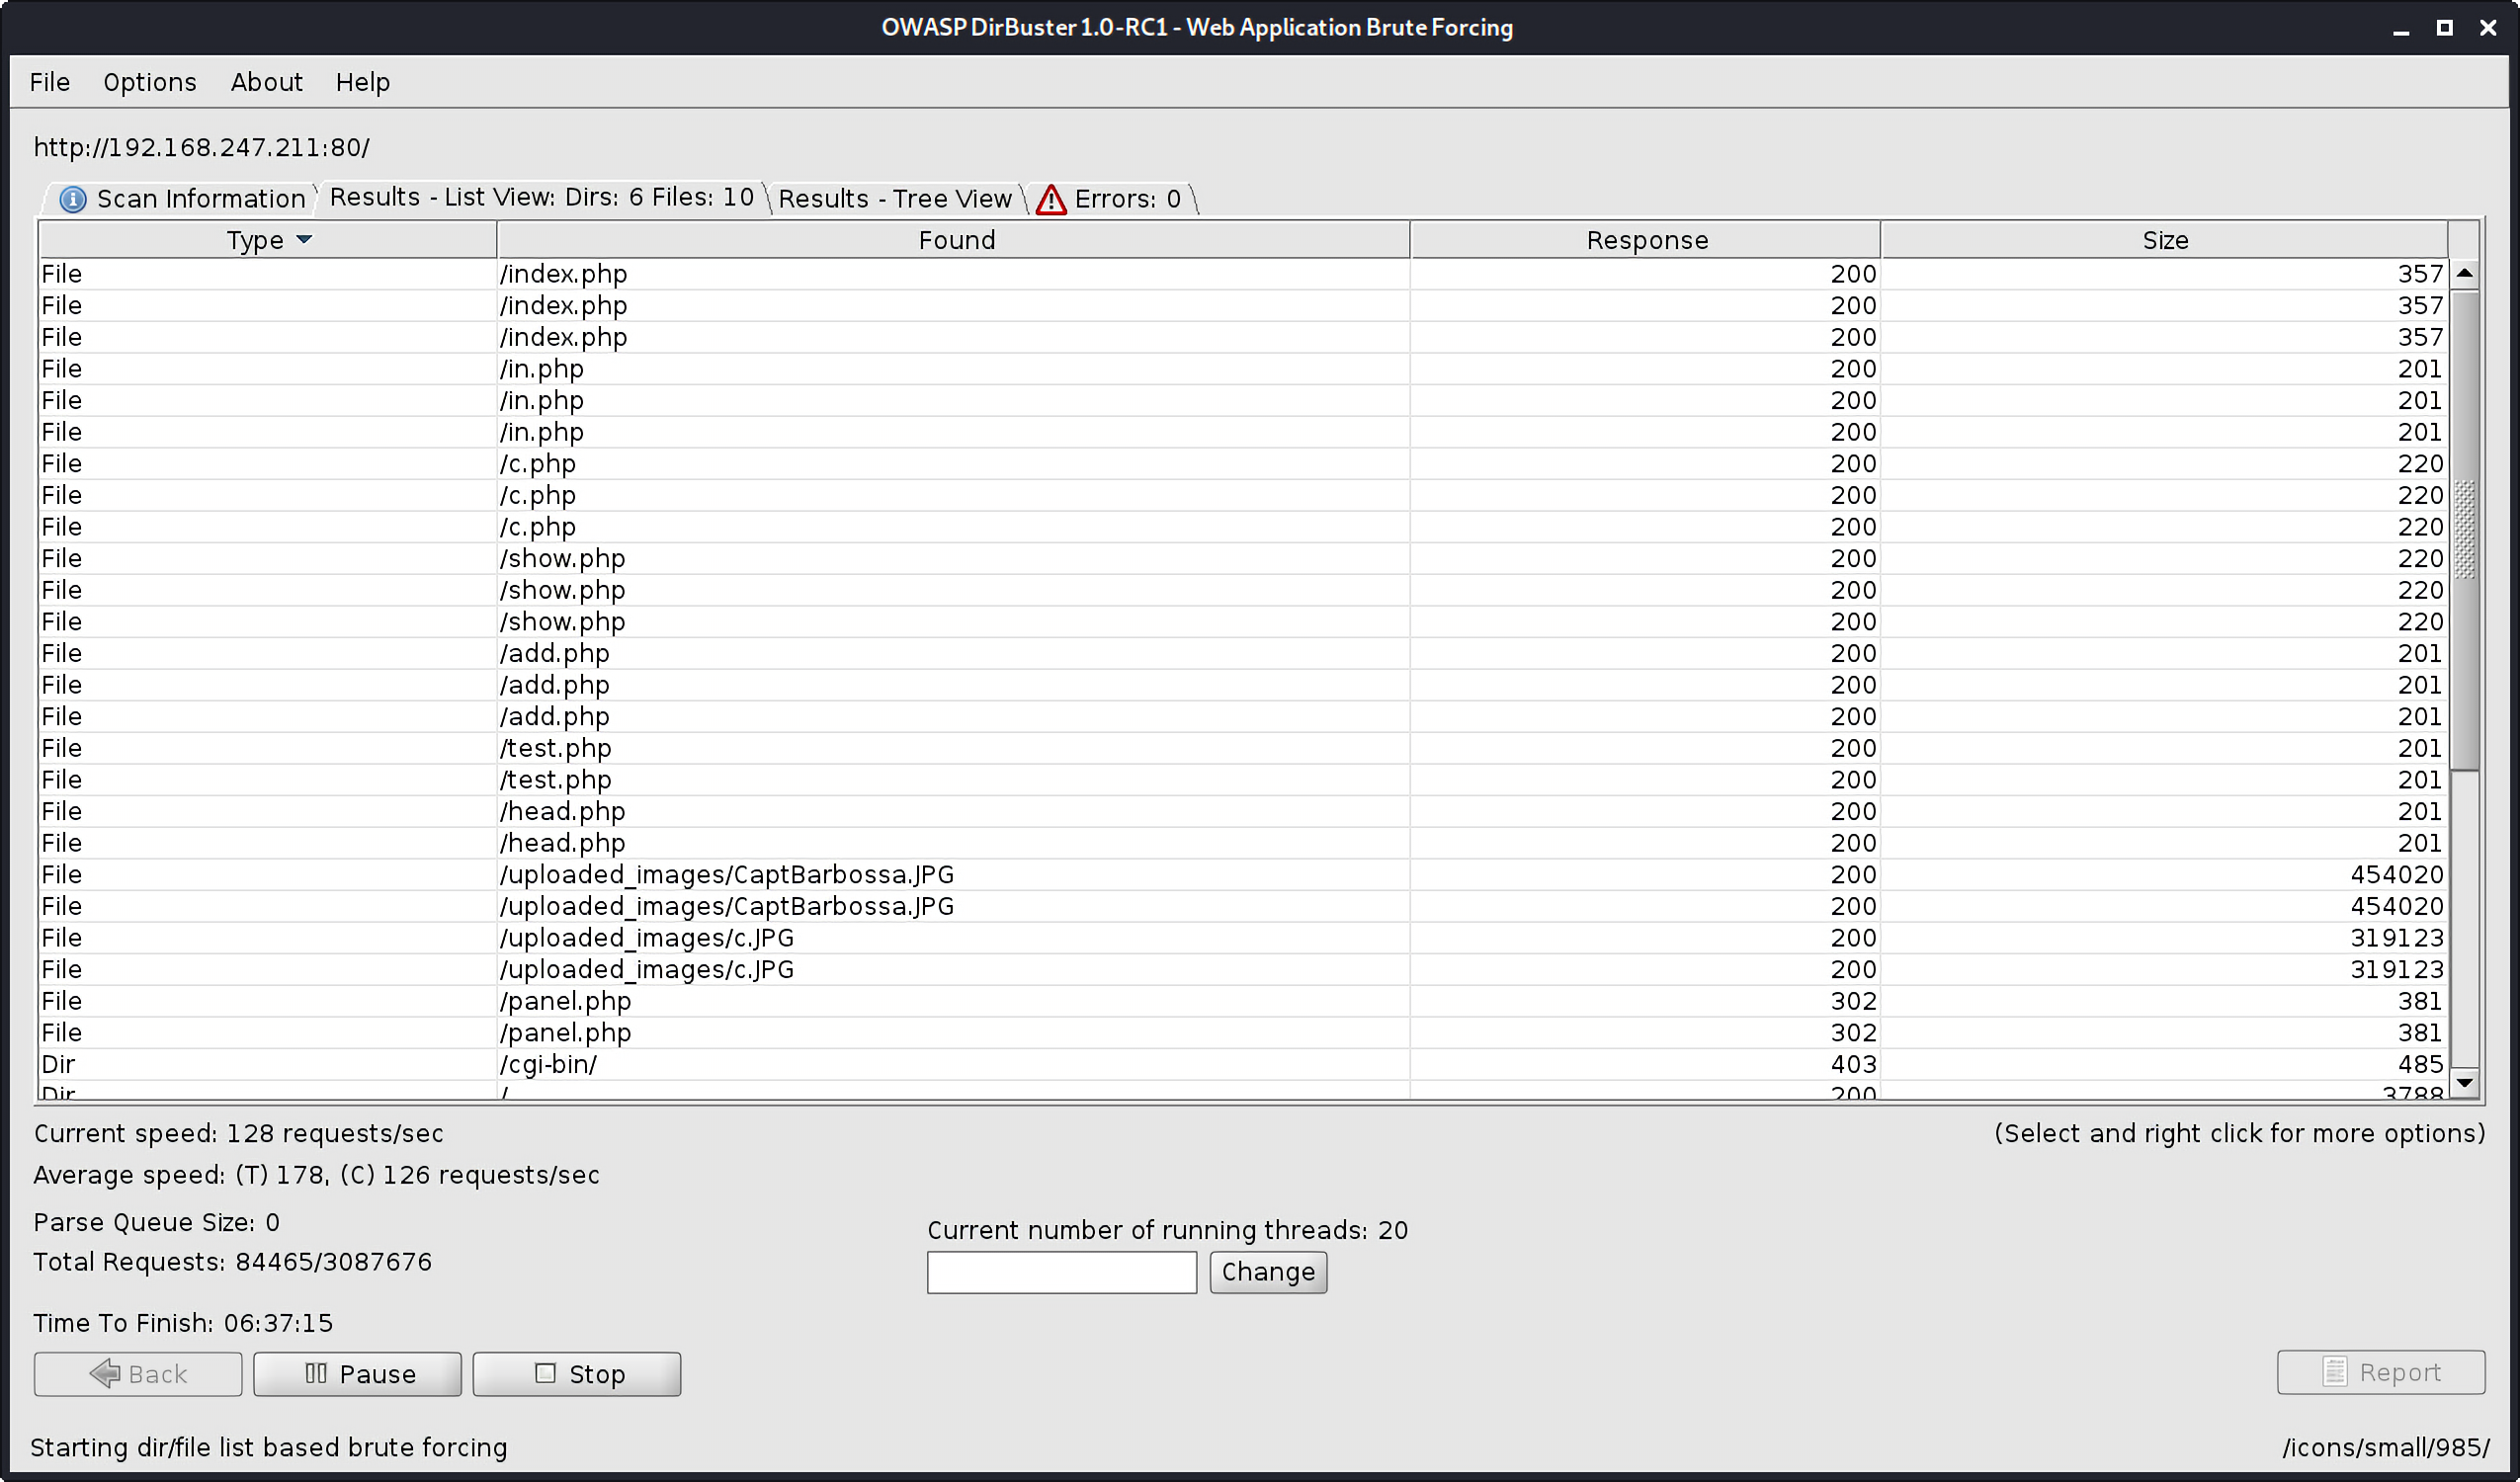 OWASP DirBuster 1.0-RC1 - Web Application Brute Forcing
File Options About Help
http://192.168.247.211:80/
Scan Information Results - List View: Dirs: 6 Files: 10 Results - Tree View Errors: 0
Type Found Response Size
File /index.php 200 357
File /index.php 200 357
File /index.php 200 357
File /in.php 200 201
File /in.php 200 201
File /in.php 200 201
File /c.php 200 220
File /c.php 200 220
File /c.php 200 220
File /show.php 200 220
File /show.php 200 220
File /show.php 200 220
File /add.php 200 201
File /add.php 200 201
File /add.php 200 201
File /test.php 200 201
File /test.php 200 201
File /head.php 200 201
File /head.php 200 201
File /uploaded_images/CaptBarbossa.JPG 200 454020
File /uploaded_images/CaptBarbossa.JPG 200 454020
File /uploaded_images/c.JPG 200 319123
File /uploaded_images/c.JPG 200 319123
File /panel.php 302 381
File /panel.php 302 381
Dir /cgi-bin/ 403 485
Dir / 200 3788
Current speed: 128 requests/sec (Select and right click for more options)
Average speed: (T) 178, (C) 126 requests/sec
Parse Queue Size: 0
Current number of running threads: 20
Total Requests: 84465/3087676
Change
Time To Finish: 06:37:15
Back Pause Stop Report
Starting dir/file list based brute forcing /icons/small/985/